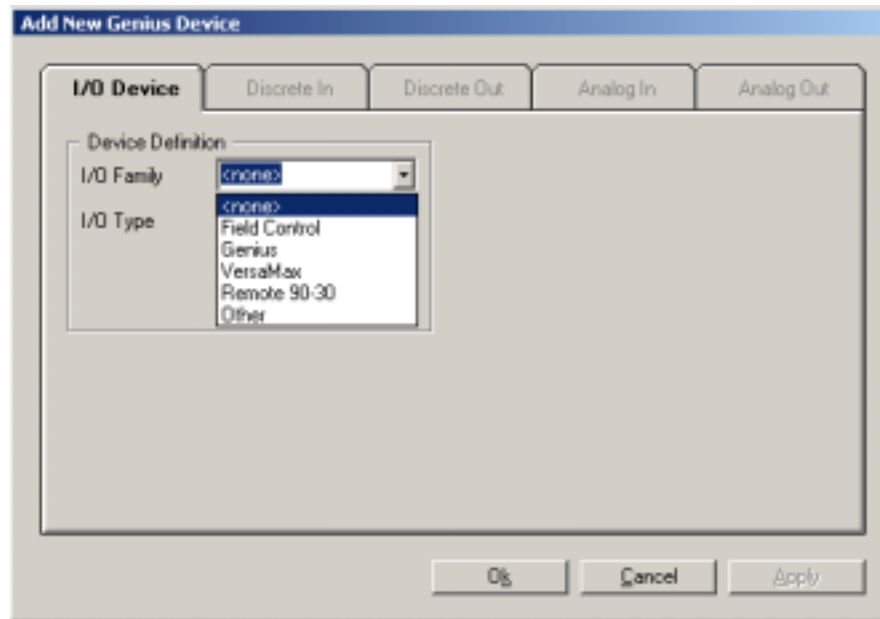 Add New Genius Device
I/O Device Discrete In Discrete Out Analog In Analog Out
Device Definition
I/O Family <none>
<none>
I/O Type Field Control
Genius
VersaMax
Remote 90-30
Other
Ok Cancel Apply